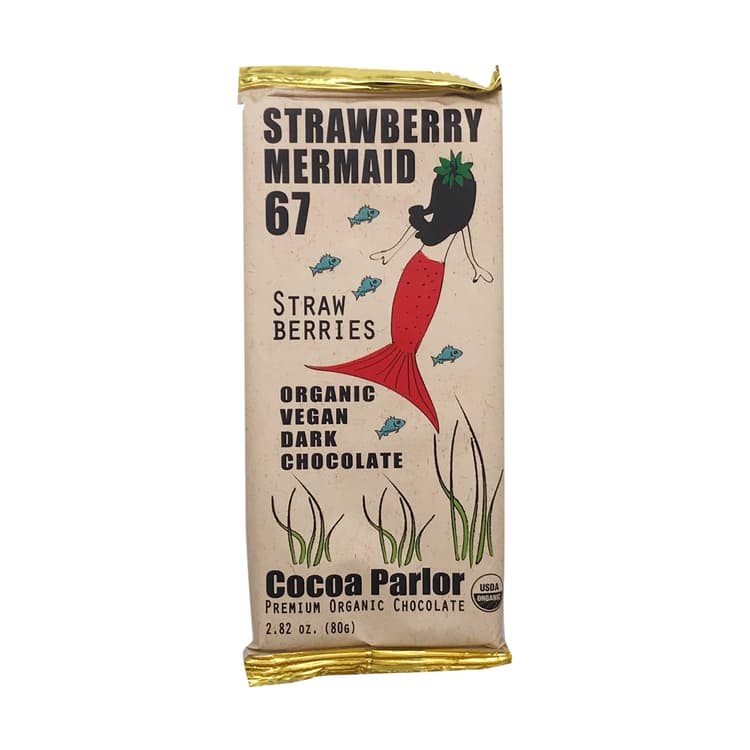 STRAWBERRY
MERMAID
67
STRAW
BERRIES
ORGANIC
VEGAN
DARK
CHOCOLATE
Cocoa Parlor
PREMIUM ORGANIC CHOCOLATE
USDA
ORGANIC
2.82 oz. (80G)